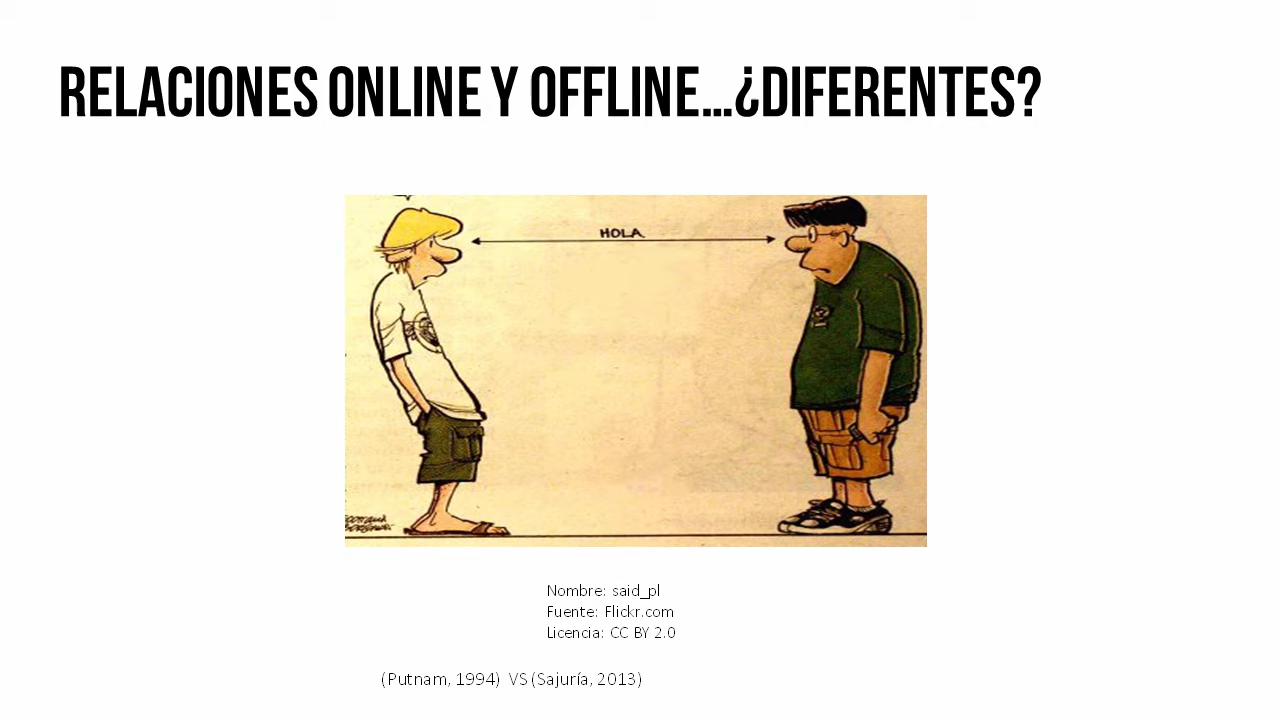 RELACIONES ONLINE Y OFFLINE...¿DIFERENTES?
HOLA.
Nombre: said_pl
Fuente: Flickr.com
Licencia: CC BY 2.0
(Putnam, 1994) VS (Sajuría, 2013)